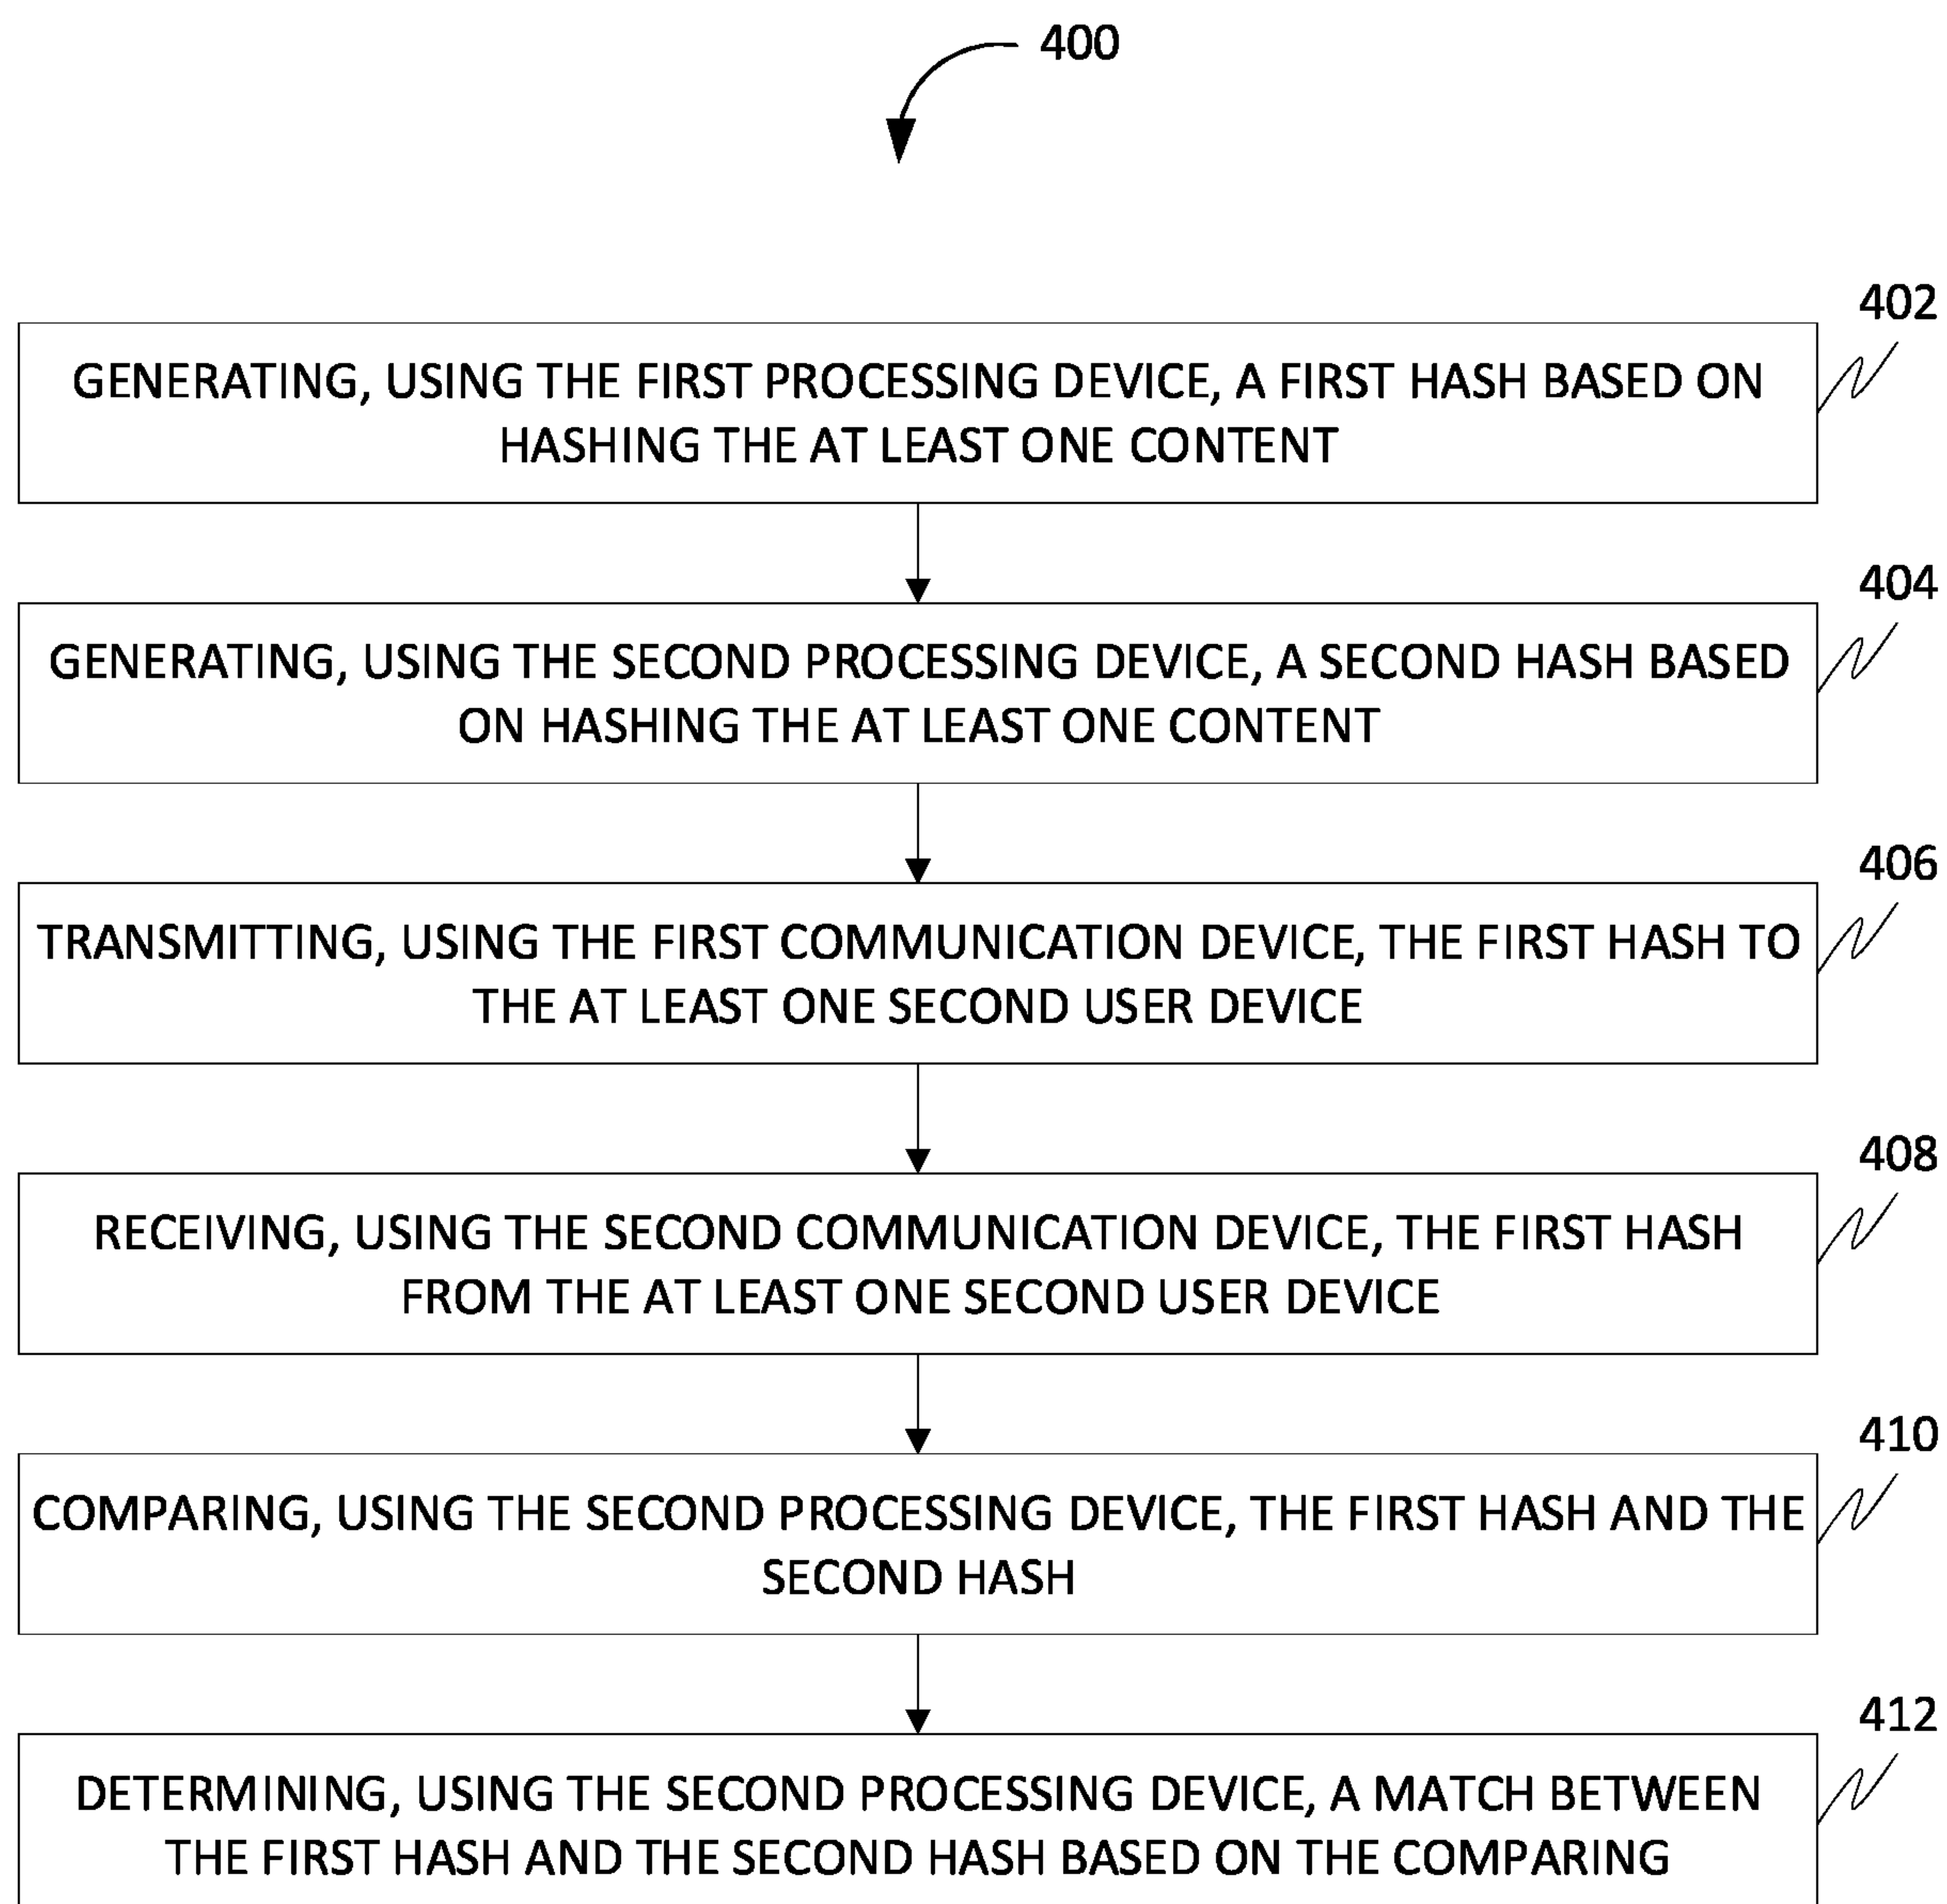 400
402
GENERATING, USING THE FIRST PROCESSING DEVICE, A FIRST HASH BASED ON
HASHING THE AT LEAST ONE CONTENT
404
GENERATING, USING THE SECOND PROCESSING DEVICE, A SECOND HASH BASED
ON HASHING THE AT LEAST ONE CONTENT
406
TRANSMITTING, USING THE FIRST COMMUNICATION DEVICE, THE FIRST HASH TO
THE AT LEAST ONE SECOND USER DEVICE
408
RECEIVING, USING THE SECOND COMMUNICATION DEVICE, THE FIRST HASH
FROM THE AT LEAST ONE SECOND USER DEVICE
410
COMPARING, USING THE SECOND PROCESSING DEVICE, THE FIRST HASH AND THE
SECOND HASH
412
DETERMINING, USING THE SECOND PROCESSING DEVICE, A MATCH BETWEEN
THE FIRST HASH AND THE SECOND HASH BASED ON THE COMPARING